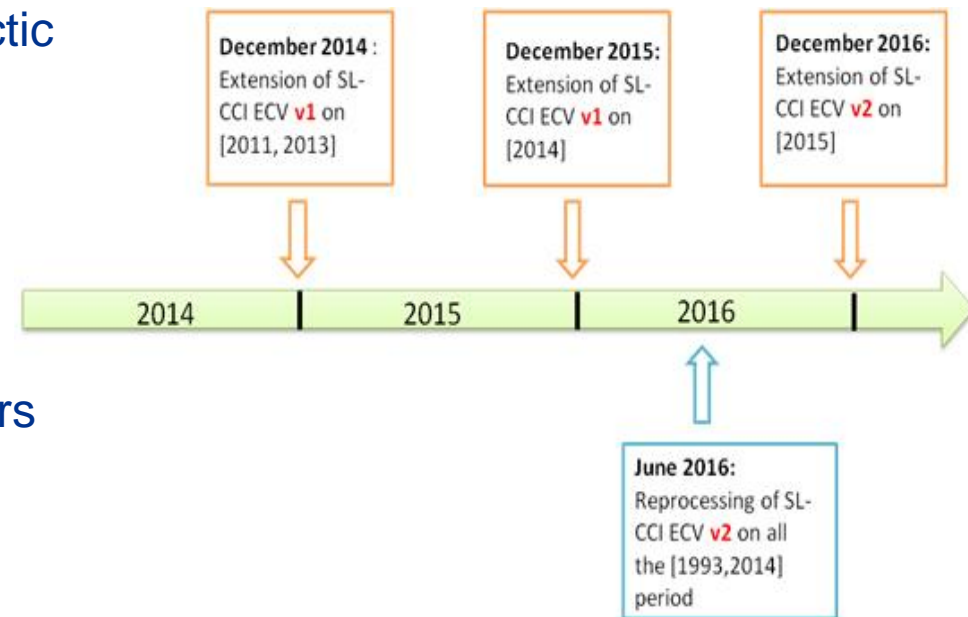 December 2014 :
Extension of SL-
CCI ECV v1 on
[2011, 2013]
December 2015:
Extension of SL-
CCI ECV v1 on
[2014]
December 2016:
Extension of SL-
CCI ECV v2 on
[2015]
2014
2015
2016
June 2016:
Reprocessing of SL-
CCI ECV v2 on all
the [1993,2014]
period